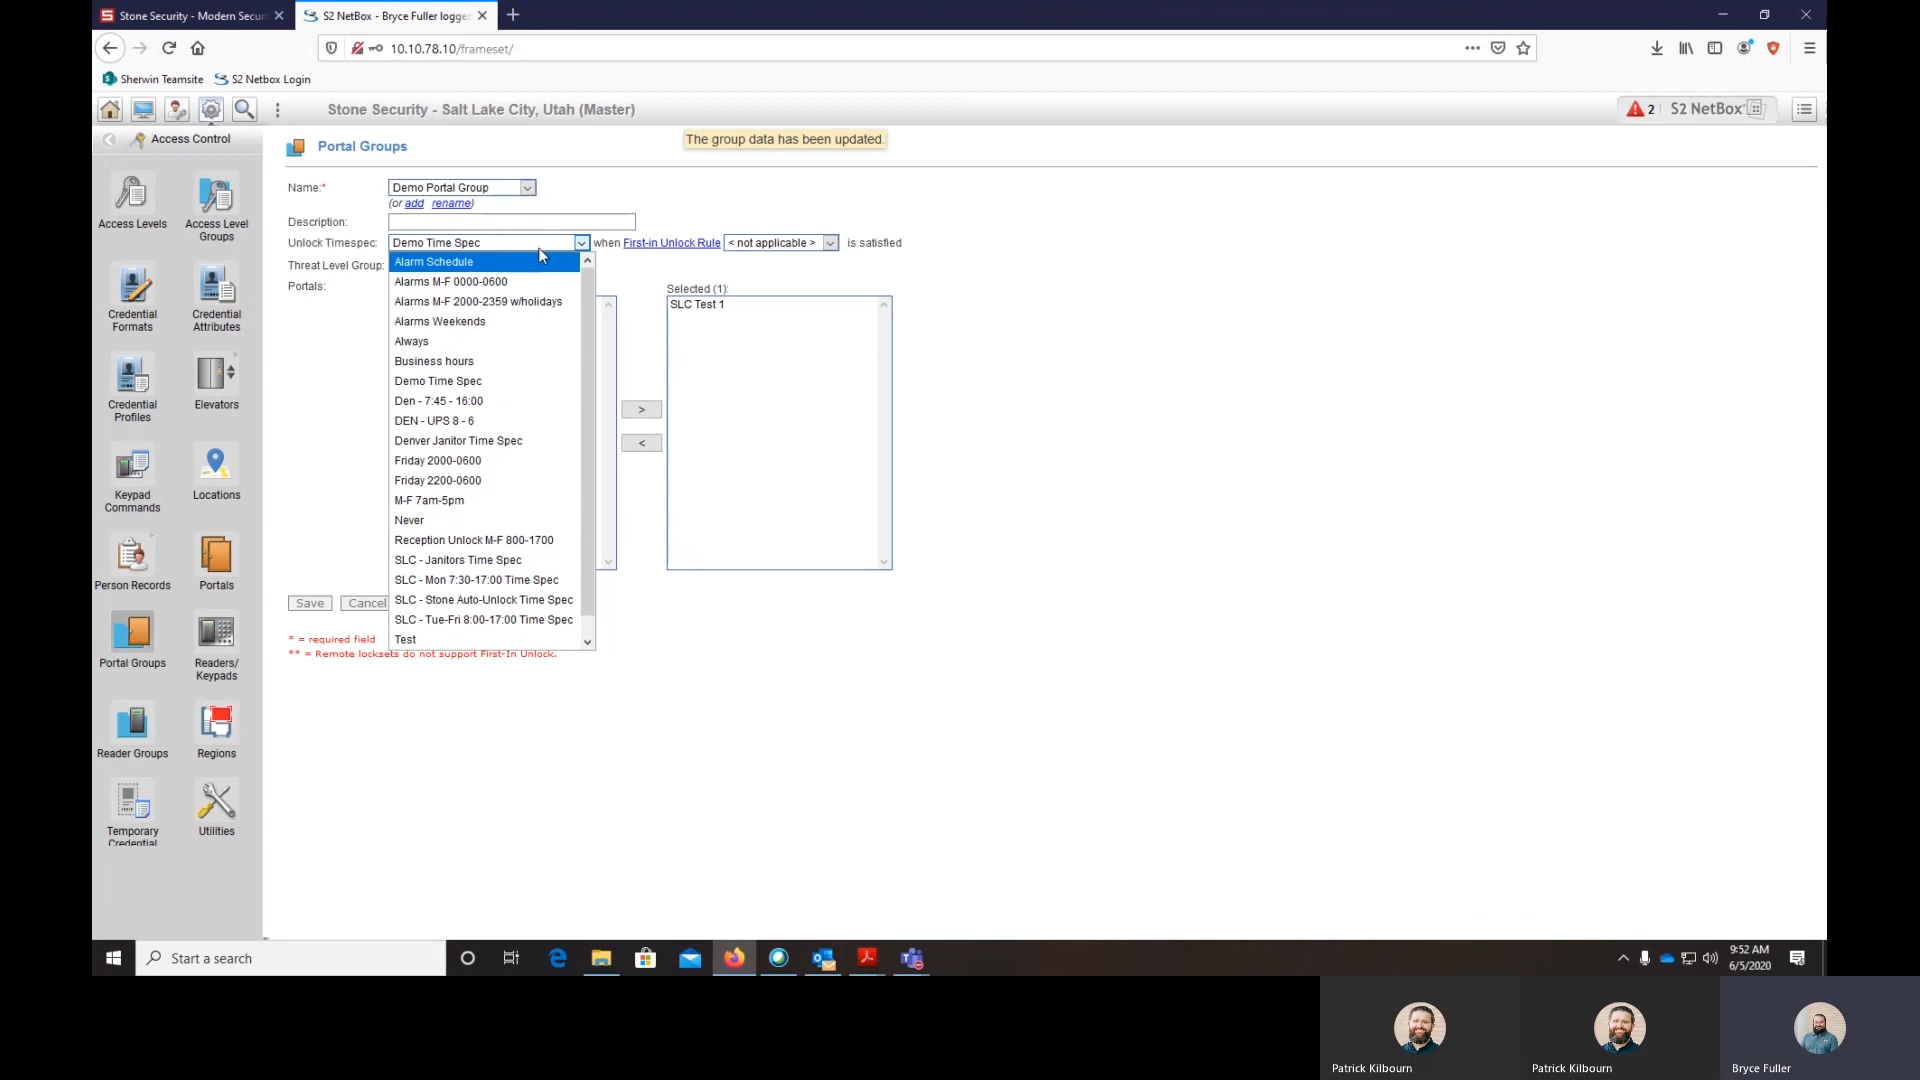 Stone Security - Modern Securi
S2 NetBox - Bryce Fuller logged
10.10.78.10/frameset/
Sherwin Teamsite
S2 Netbox Login
Stone Security - Salt Lake City, Utah (Master)
2
S2 NetBox
Access Control
Portal Groups
The group data has been updated.
Name:*
Demo Portal Group
(or add rename)
Description:
Unlock Timespec:
Demo Time Spec
when First-in Unlock Rule
< not applicable >
is satisfied
Threat Level Group:
Portals:
Alarm Schedule
Alarms M-F 0000-0600
Alarms M-F 2000-2359 w/holidays
Alarms Weekends
Always
Business hours
Demo Time Spec
Den - 7:45 - 16:00
DEN - UPS 8 - 6
Denver Janitor Time Spec
Friday 2000-0600
Friday 2200-0600
M-F 7am-5pm
Never
Reception Unlock M-F 800-1700
SLC - Janitors Time Spec
SLC - Mon 7:30-17:00 Time Spec
SLC - Stone Auto-Unlock Time Spec
SLC - Tue-Fri 8:00-17:00 Time Spec
Test
Selected (1):
SLC Test 1
>
<
Save
Cancel
* = required field
** = Remote locksets do not support First-In Unlock.
Access Levels
Access Level
Groups
Credential
Formats
Credential
Attributes
Credential
Profiles
Elevators
Keypad
Commands
Locations
Person Records
Portals
Portal Groups
Readers/
Keypads
Reader Groups
Regions
Temporary
Credential
Utilities
Start a search
9:52 AM
6/5/2020
Patrick Kilbourn
Patrick Kilbourn
Bryce Fuller